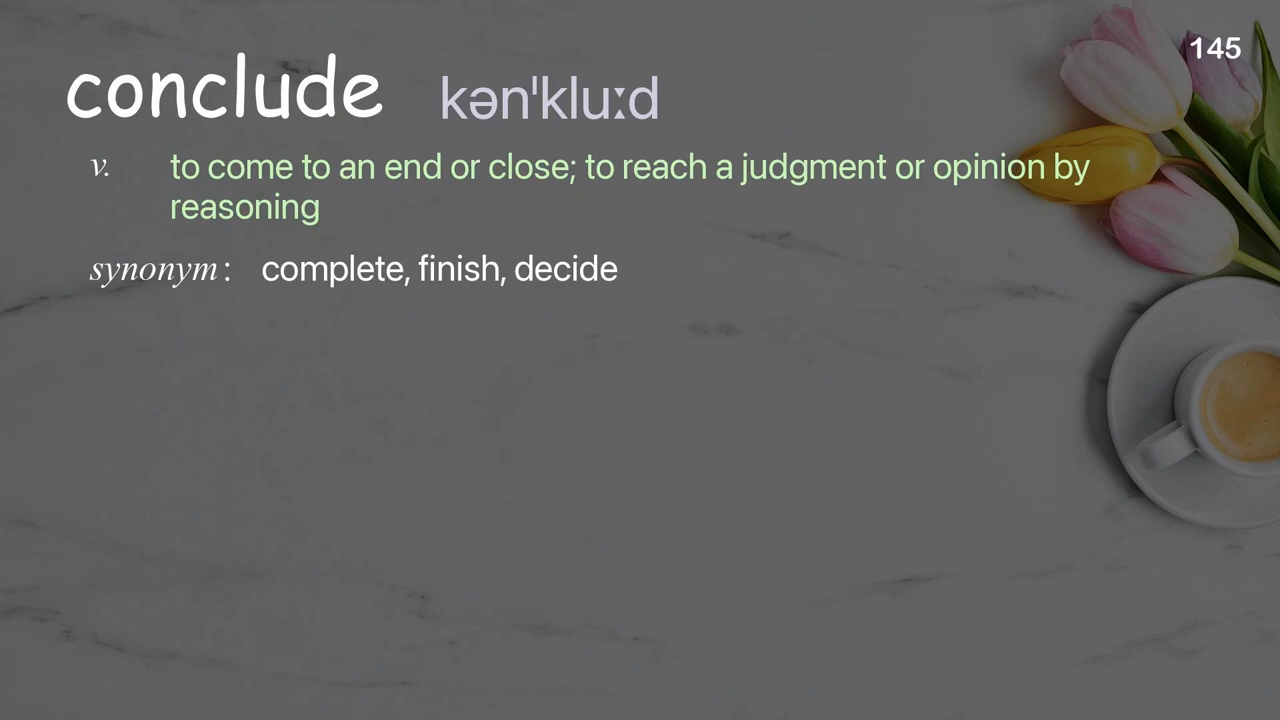 145
conclude kən'kluːd
v. to come to an end or close; to reach a judgment or opinion by
reasoning
synonym: complete, finish, decide